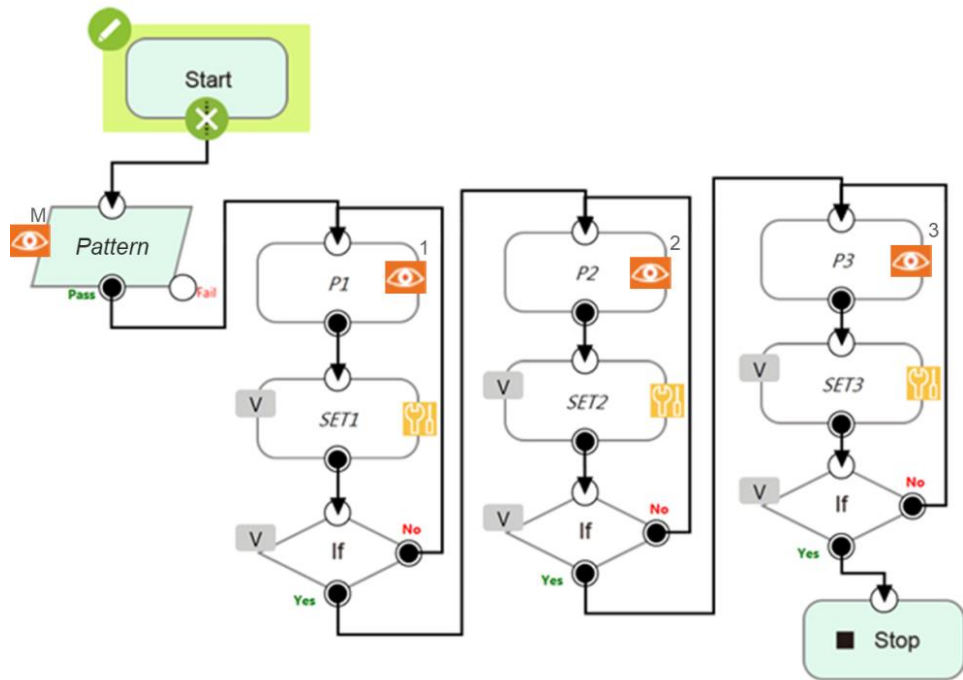 Start
M
Pattern
Pass
Fail
1
P1
V
SET1
V
If
No
Yes
2
P2
V
SET2
V
If
No
Yes
3
P3
V
SET3
V
If
No
Yes
Stop